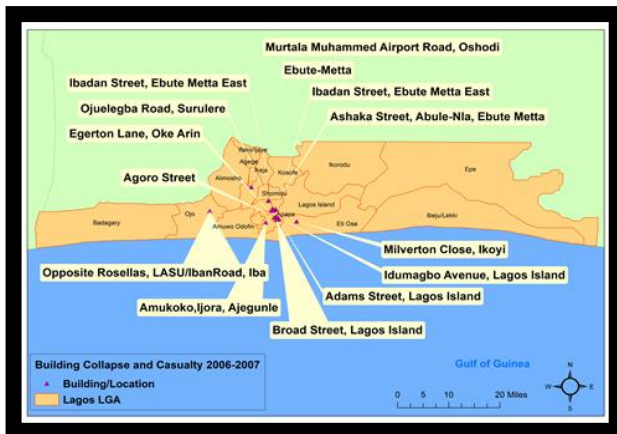 Murtala Muhammed Airport Road, Oshodi
Ebute-Metta
Ibadan Street, Ebute Metta East
Ibadan Street, Ebute Metta East
Ojuelegba Road, Surulere
Ashaka Street, Abule-Nla, Ebute Metta
Egerton Lane, Oke Arin
Agege
Ikeja
Kosofe
Ikorodu
Epe
Alimosho
Agoro Street
Shomolu
Lagos Island
Badagary
Ojo
Amuwo Odofin
Eti Osa
Ibeju/Lekki
Milverton Close, Ikoyi
Opposite Rosellas, LASU/IbanRoad, Iba
Idumagbo Avenue, Lagos Island
Adams Street, Lagos Island
Amukoko,Ijora, Ajegunle
Broad Street, Lagos Island
Building Collapse and Casualty 2006-2007
Building/Location
Lagos LGA
Gulf of Guinea
N
W
E
S
0 5 10 20 Miles